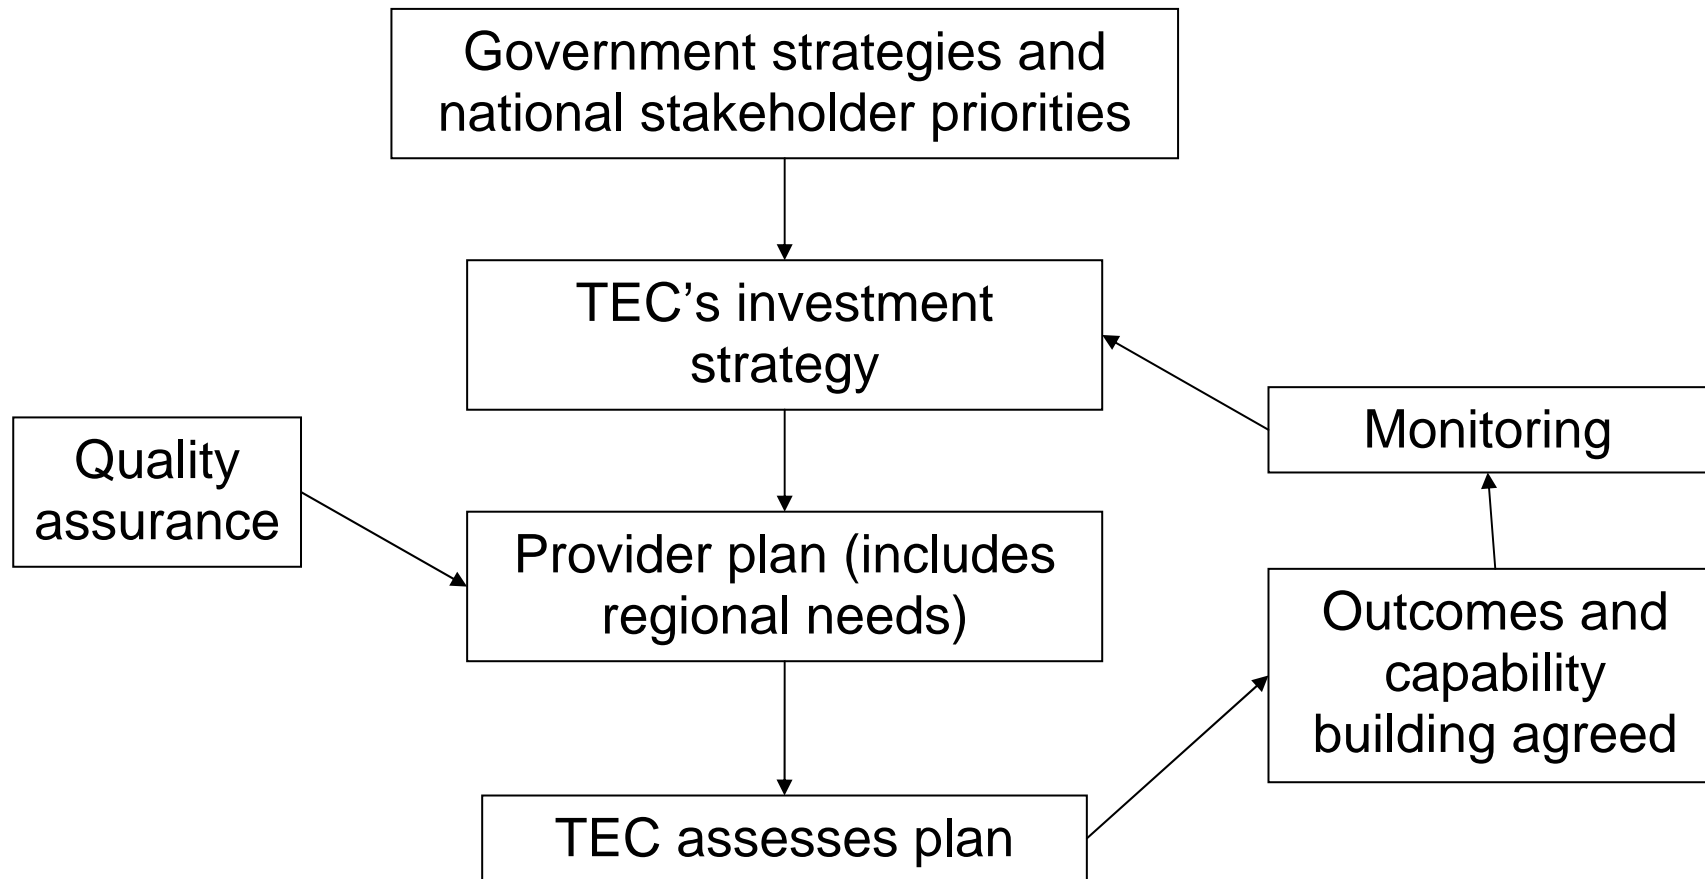 Government strategies and
national stakeholder priorities
TEC’s investment
strategy
Monitoring
Quality
assurance
Provider plan (includes
regional needs)
Outcomes and
capability
building agreed
TEC assesses plan